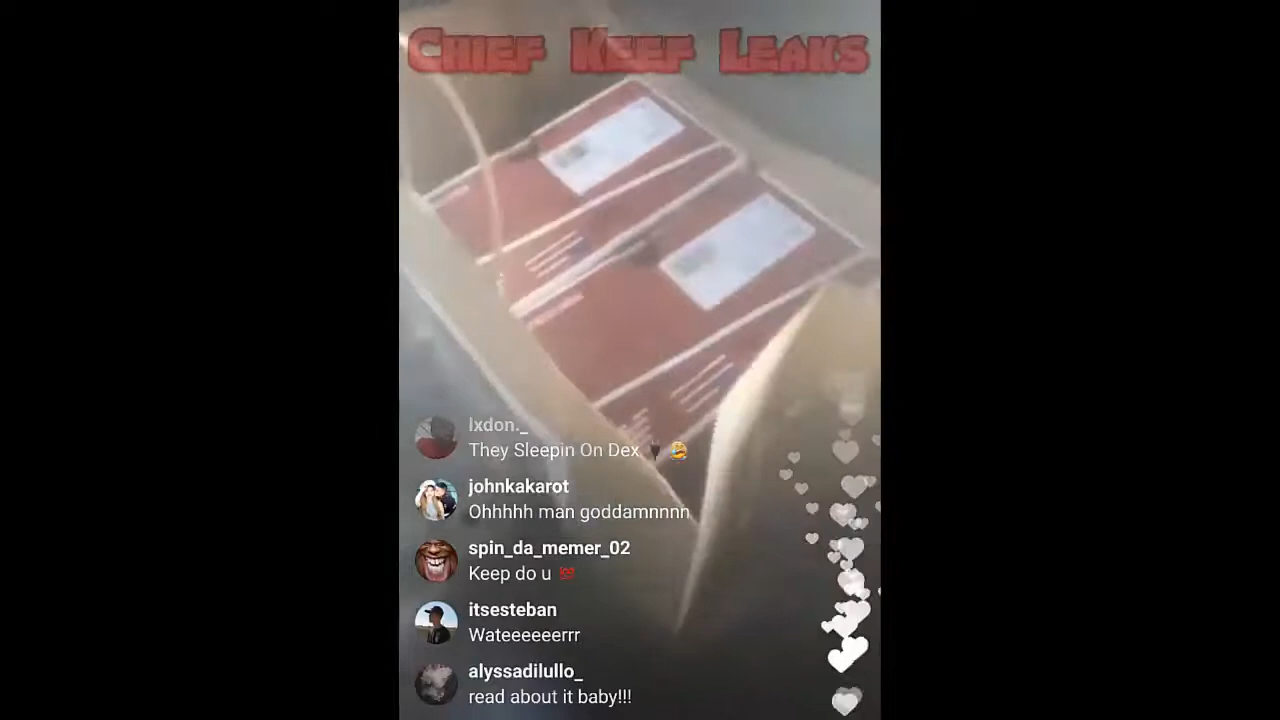 Chief Keef Leaks
lxdon._
They Sleepin On Dex 🌹 😂
johnkakarot
Ohhhhh man goddamnnnn
spin_da_memer_02
Keep do u 💯
itsesteban
Wateeeeeerrr
alyssadilullo_
read about it baby!!!